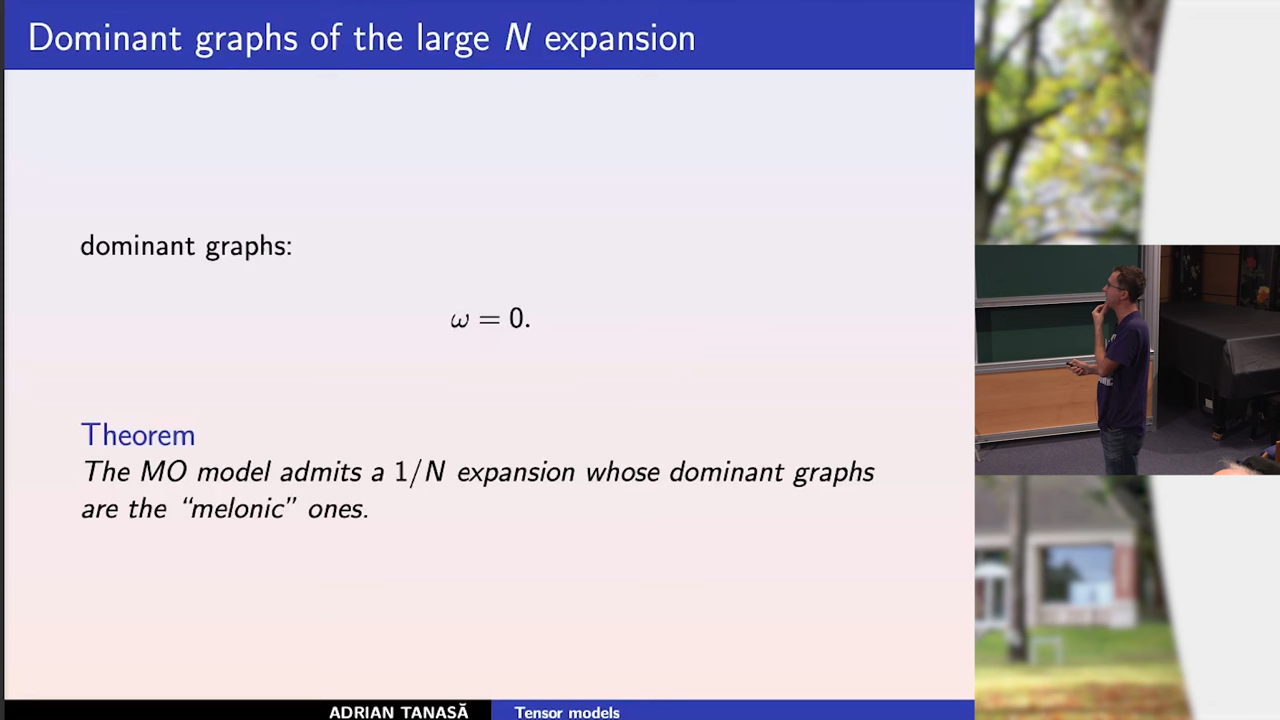 Dominant graphs of the large N expansion
dominant graphs:
ω = 0.
Theorem
The MO model admits a 1/N expansion whose dominant graphs
are the “melonic” ones.
ADRIAN TANASĂ
Tensor models